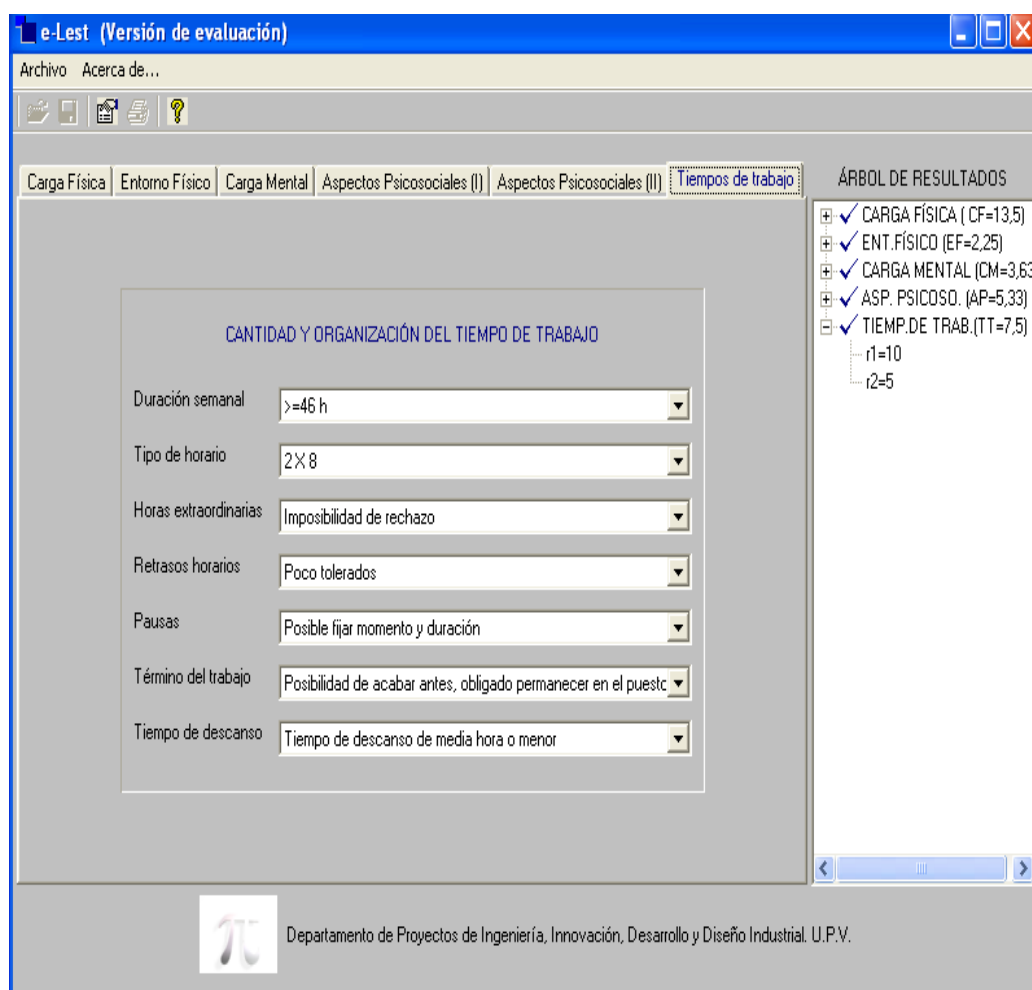 e-Lest (Versión de evaluación)
Archivo Acerca de...
Carga Física Entorno Físico Carga Mental Aspectos Psicosociales (I) Aspectos Psicosociales (II) Tiempos de trabajo
ÁRBOL DE RESULTADOS
CARGA FÍSICA ( CF=13,5)
ENT.FÍSICO (EF=2,25)
CARGA MENTAL (CM=3,63
ASP. PSICOSO. (AP=5,33)
TIEMP.DE TRAB.(TT=7,5)
r1=10
r2=5
CANTIDAD Y ORGANIZACIÓN DEL TIEMPO DE TRABAJO
Duración semanal >=46 h
Tipo de horario 2 X 8
Horas extraordinarias Imposibilidad de rechazo
Retrasos horarios Poco tolerados
Pausas Posible fijar momento y duración
Término del trabajo Posibilidad de acabar antes, obligado permanecer en el puesto
Tiempo de descanso Tiempo de descanso de media hora o menor
π
Departamento de Proyectos de Ingeniería, Innovación, Desarrollo y Diseño Industrial. U.P.V.